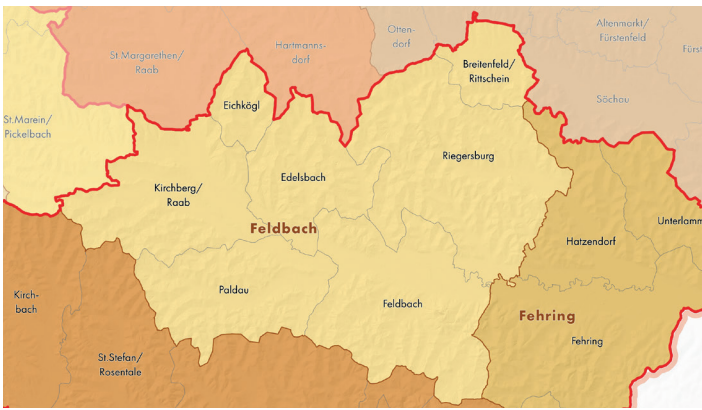 Altenmarkt/
Fürstenfeld
Otten-
dorf
Hartmanns-
dorf
St.Margarethen/
Raab
Fürst
Breitenfeld/
Rittschein
Söchau
Eichkögl
St.Marein/
Pickelbach
Riegersburg
Edelsbach
Kirchberg/
Raab
Unterlamm
Feldbach
Hatzendorf
Paldau
Kirch-
bach
Feldbach
Fehring
Fehring
St.Stefan/
Rosentale